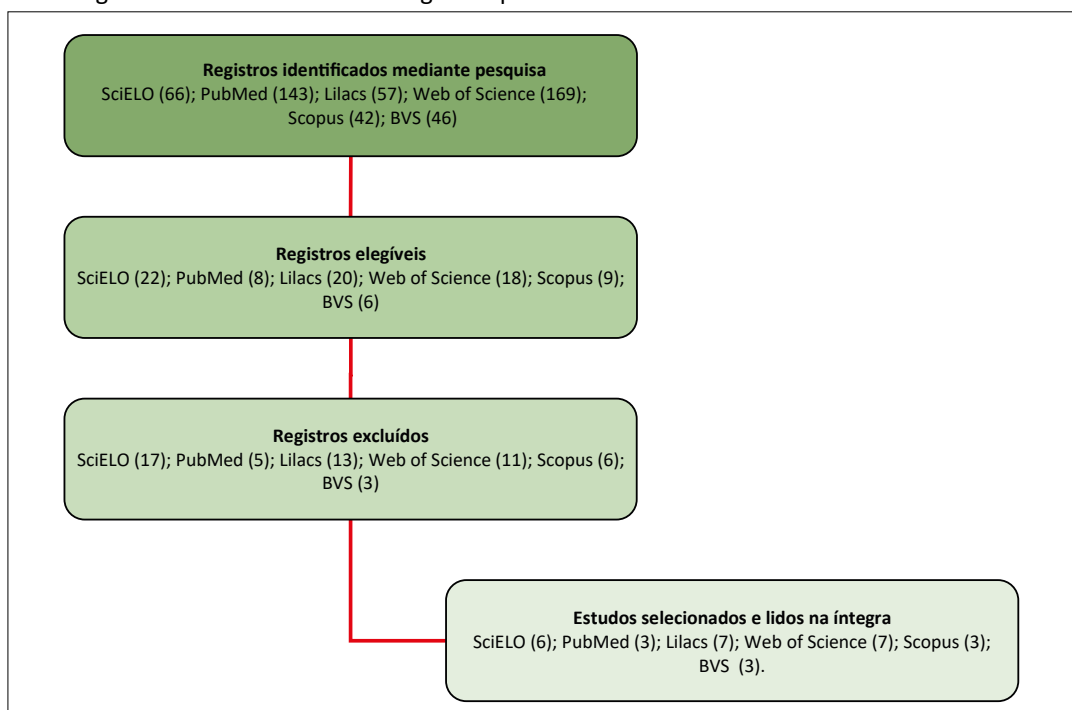 Registros identificados mediante pesquisa
SciELO (66); PubMed (143); Lilacs (57); Web of Science (169);
Scopus (42); BVS (46)
Registros elegíveis
SciELO (22); PubMed (8); Lilacs (20); Web of Science (18); Scopus (9);
BVS (6)
Registros excluídos
SciELO (17); PubMed (5); Lilacs (13); Web of Science (11); Scopus (6);
BVS (3)
Estudos selecionados e lidos na íntegra
SciELO (6); PubMed (3); Lilacs (7); Web of Science (7); Scopus (3);
BVS (3).